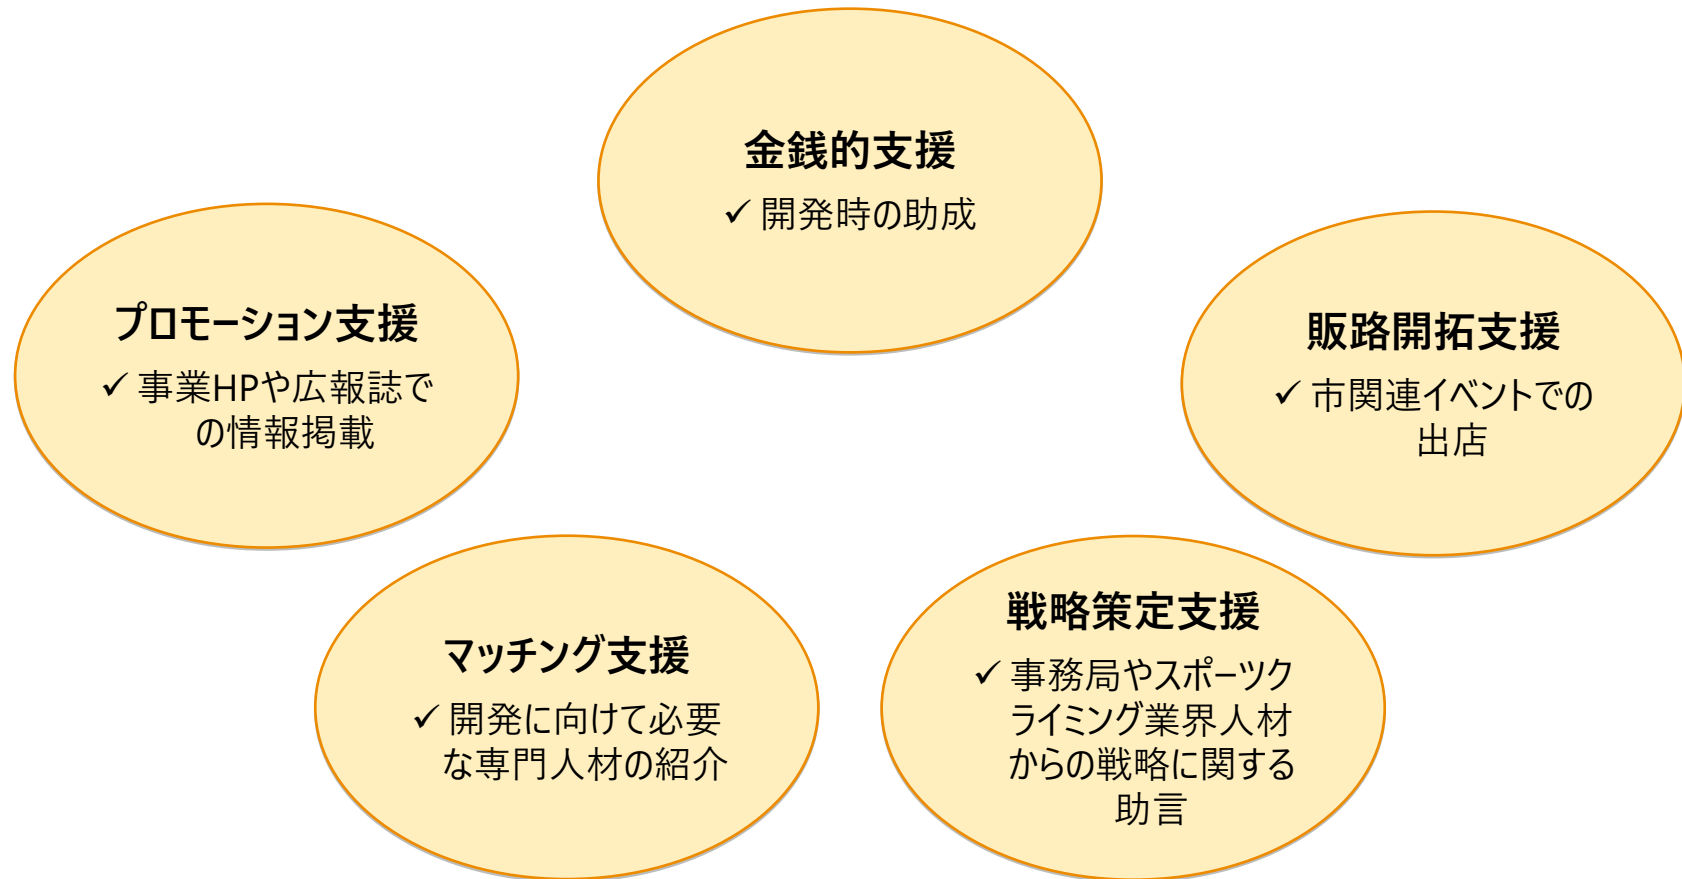 金銭的支援
✓ 開発時の助成
プロモーション支援
✓ 事業HPや広報誌で
の情報掲載
販路開拓支援
✓ 市関連イベントでの
出店
マッチング支援
✓ 開発に向けて必要
な専門人材の紹介
戦略策定支援
✓ 事務局やスポーツク
ライミング業界人材
からの戦略に関する
助言